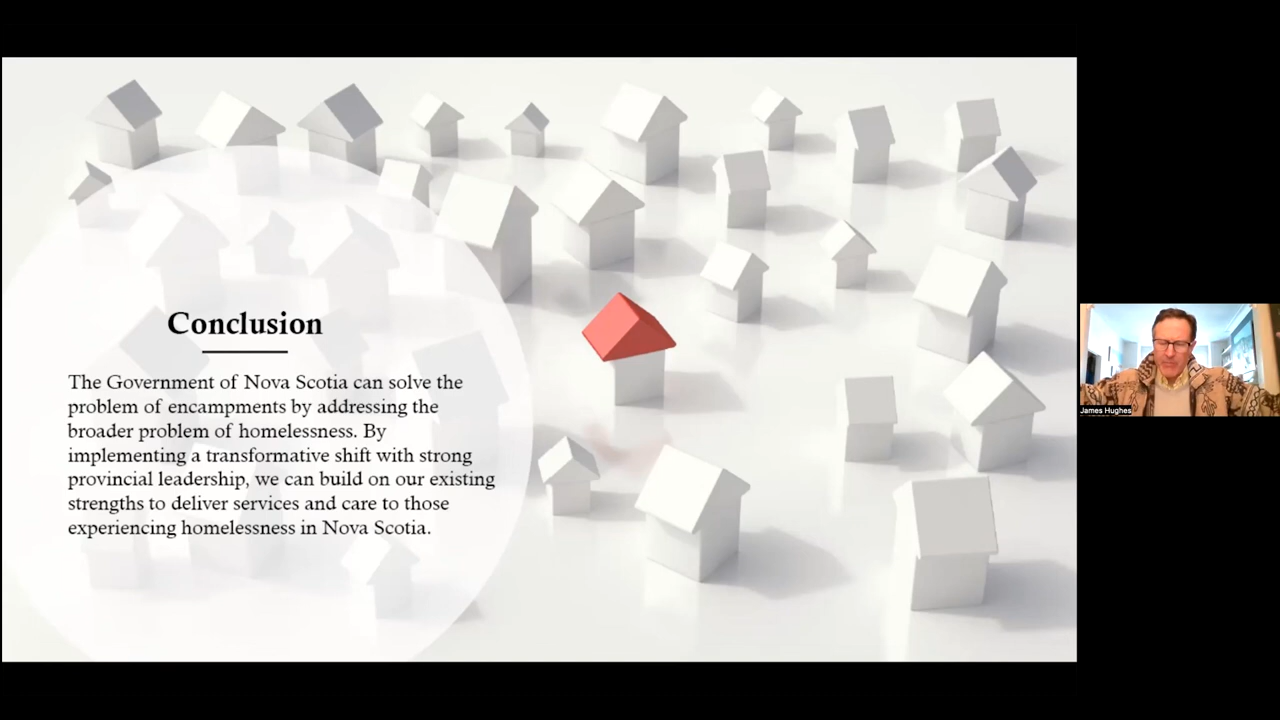 Conclusion
The Government of Nova Scotia can solve the
problem of encampments by addressing the
broader problem of homelessness. By
implementing a transformative shift with strong
provincial leadership, we can build on our existing
strengths to deliver services and care to those
experiencing homelessness in Nova Scotia.
James Hughes